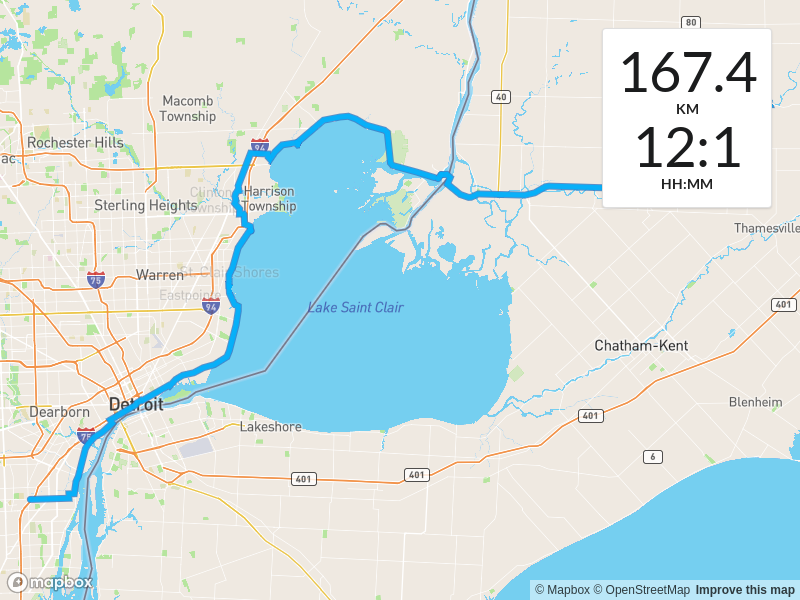 80
167.4
KM
12:1
HH:MM
40
Macomb
Township
Rochester Hills
94
Clinton
Township
Harrison
Township
Sterling Heights
Thamesville
Warren
St. Clair Shores
75
Eastpointe
94
Lake Saint Clair
401
Chatham-Kent
Detroit
Dearborn
Blenheim
401
Lakeshore
75
6
401
401
mapbox
© Mapbox © OpenStreetMap Improve this map